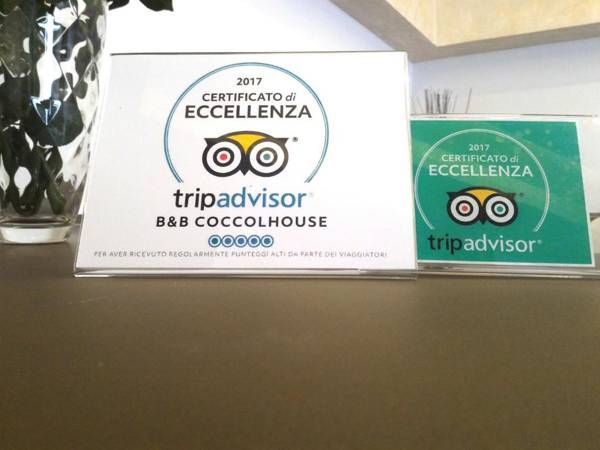 2017
CERTIFICATO di
ECCELLENZA
tripadvisor®
B&B COCCOLHOUSE
PER AVER RICEVUTO REGOLARMENTE PUNTEGGI ALTI DA PARTE DEI VIAGGIATORI
2017
CERTIFICATO di
ECCELLENZA
tripadvisor®